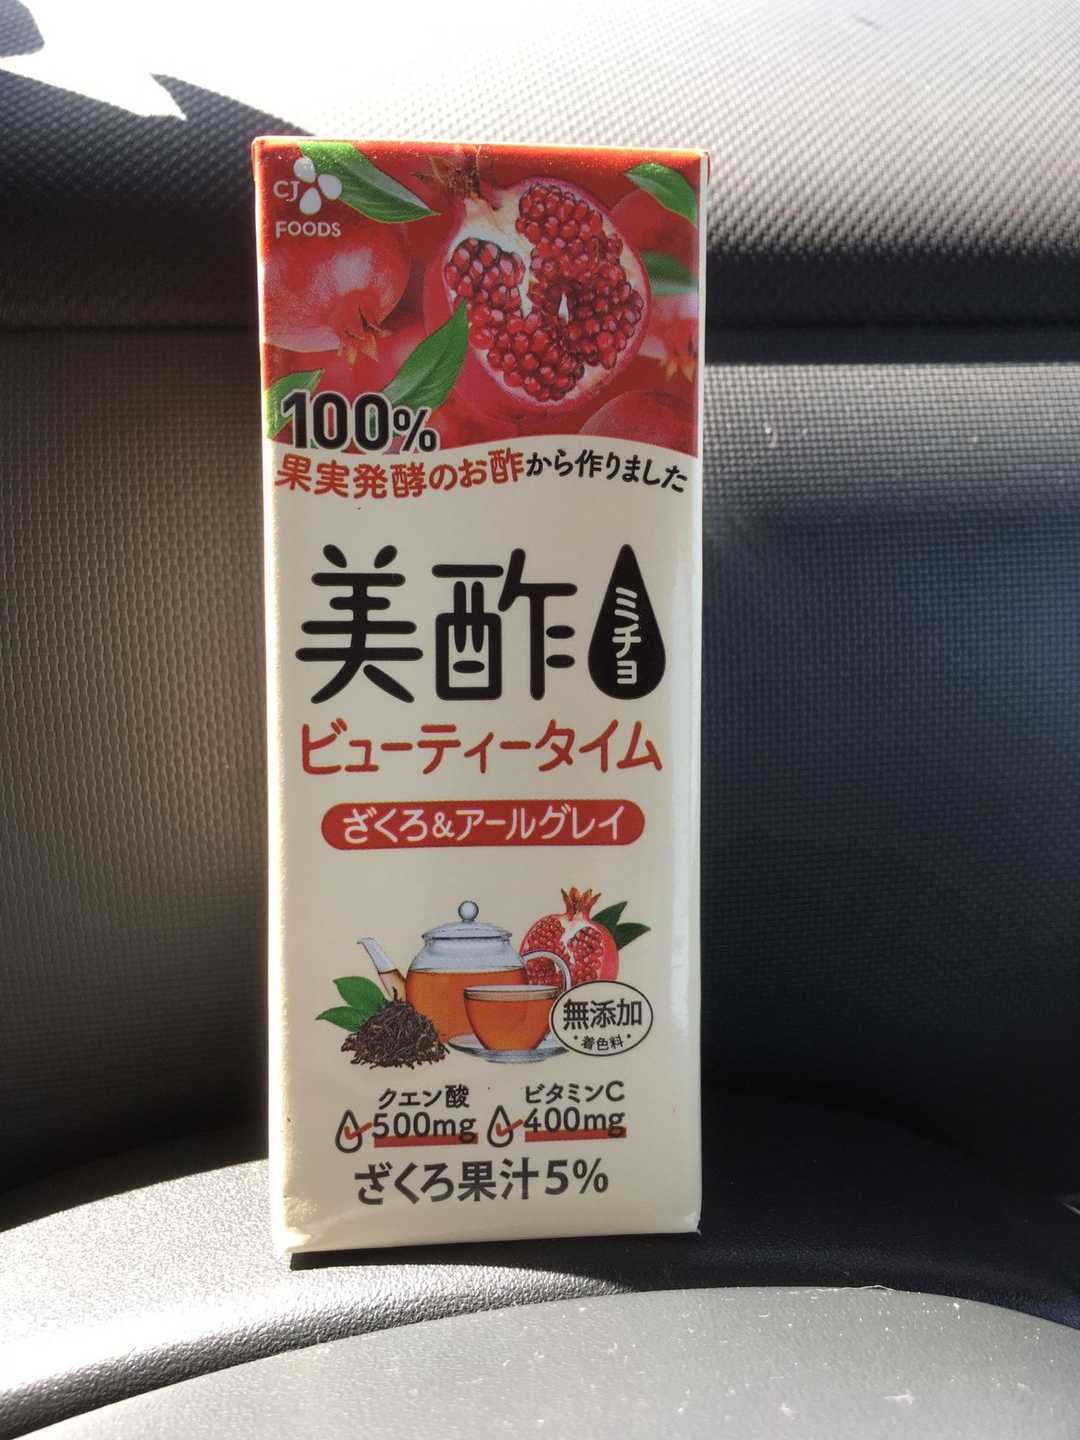 CJ
FOODS
100%
果実発酵のお酢から作りました
美酢
ミチョ
ビューティータイム
ざくろ&アールグレイ
無添加
・着色料・
クエン酸
500mg
ビタミンC
400mg
ざくろ果汁5%